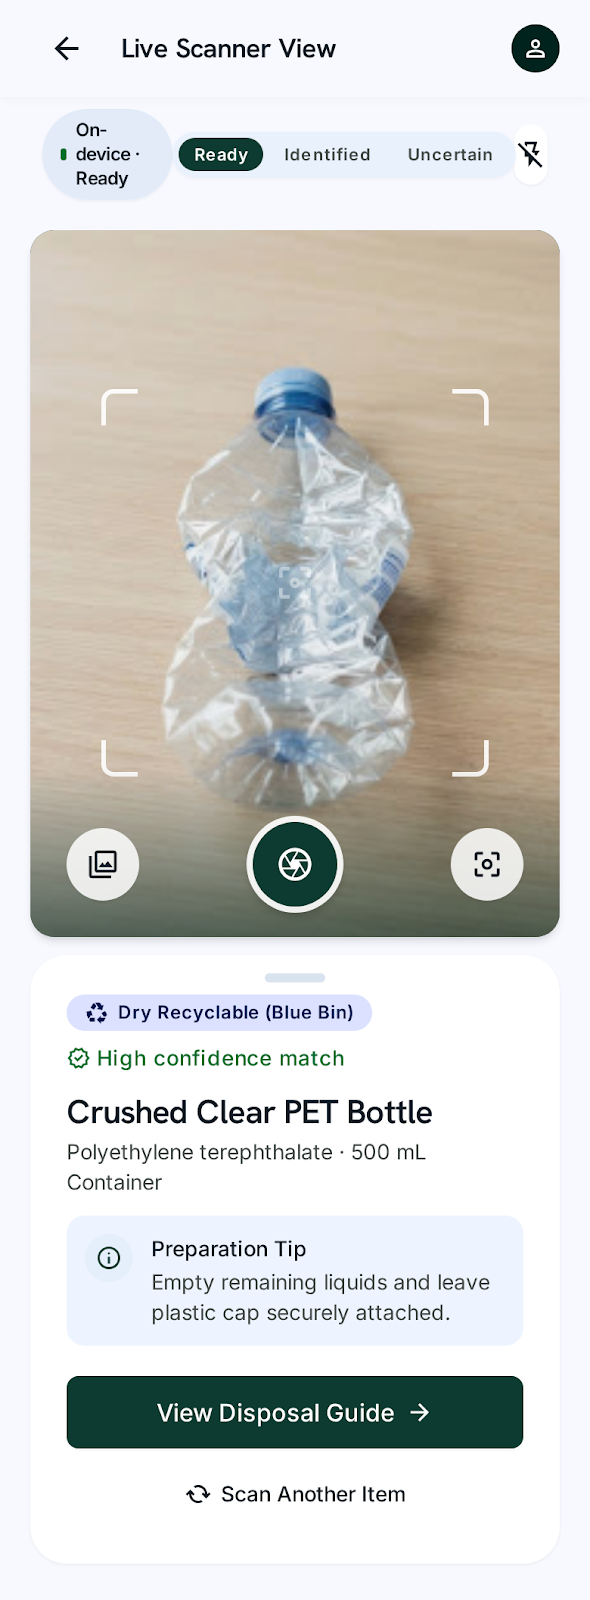 Live Scanner View
On-
device ·
Ready
Ready
Identified
Uncertain
Dry Recyclable (Blue Bin)
High confidence match
Crushed Clear PET Bottle
Polyethylene terephthalate · 500 mL
Container
Preparation Tip
Empty remaining liquids and leave
plastic cap securely attached.
View Disposal Guide
Scan Another Item